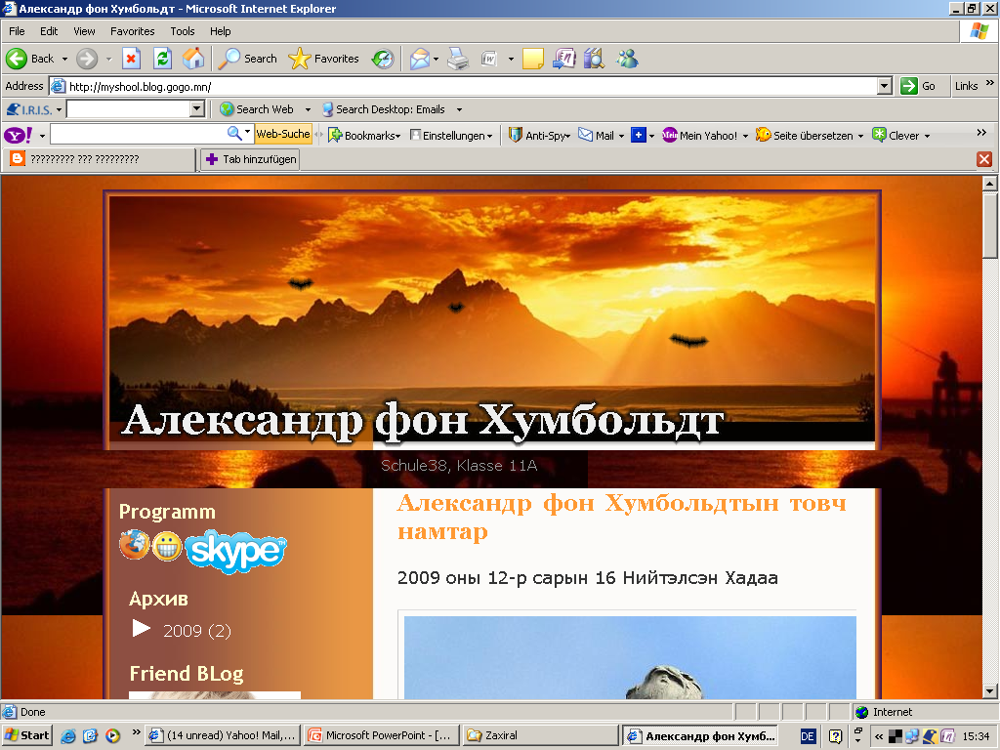 Александр фон Хумбольдт - Microsoft Internet Explorer
File Edit View Favorites Tools Help
Back Search Favorites
Address http://myshool.blog.gogo.mn/ Go Links »
I.R.I.S. Search Web Search Desktop: Emails
Y! Web-Suche Bookmarks Einstellungen Anti-Spy Mail Mein Mein Yahoo! Seite übersetzen Clever »
????????? ??? ????????? Tab hinzufügen
Александр фон Хумбольдт
Schule38, Klasse 11A
Programm
skype™
Архив
2009 (2)
Friend BLog
Александр фон Хумбольдтын товч
намтар
2009 оны 12-р сарын 16 Нийтэлсэн Хадаа
Done Internet
Start » (14 unread) Yahoo! Mail,... Microsoft PowerPoint - [... Zaxiral Александр фон Хумб... DE « 15:34